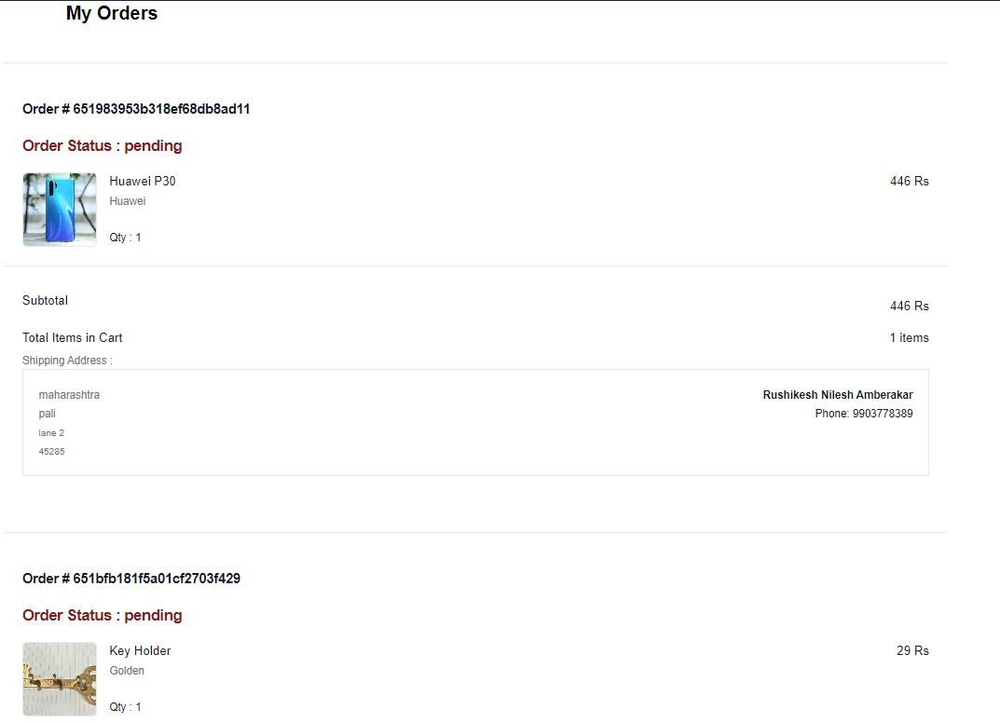 My Orders
Order # 651983953b318ef68db8ad11
Order Status : pending
Huawei P30 446 Rs
Huawei
Qty : 1
Subtotal 446 Rs
Total Items in Cart 1 items
Shipping Address :
maharashtra Rushikesh Nilesh Amberakar
pali Phone: 9903778389
lane 2
45285
Order # 651bfb181f5a01cf2703f429
Order Status : pending
Key Holder 29 Rs
Golden
Qty : 1